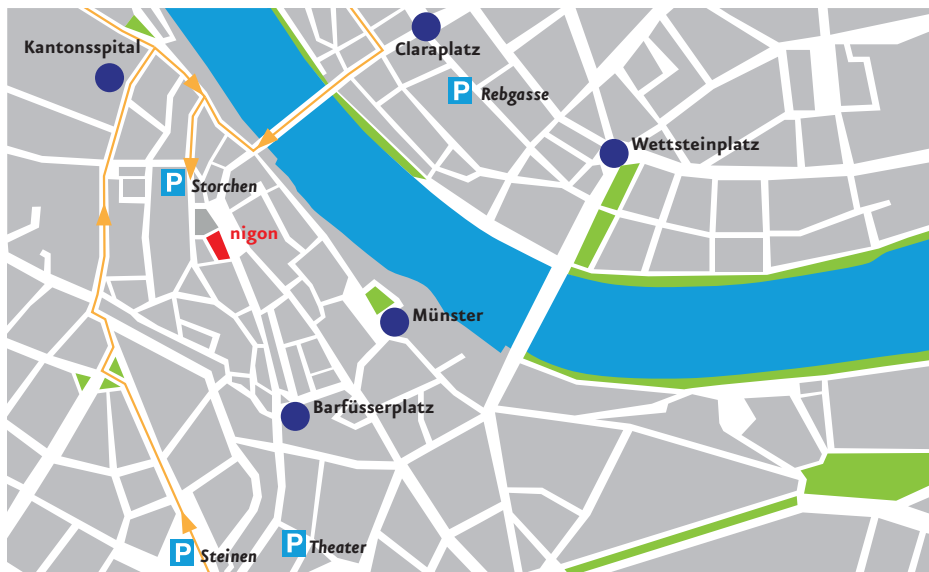 Kantonsspital
Claraplatz
P Rebgasse
Wettsteinplatz
P Storchen
nigon
Münster
Barfüsserplatz
P Theater
P Steinen